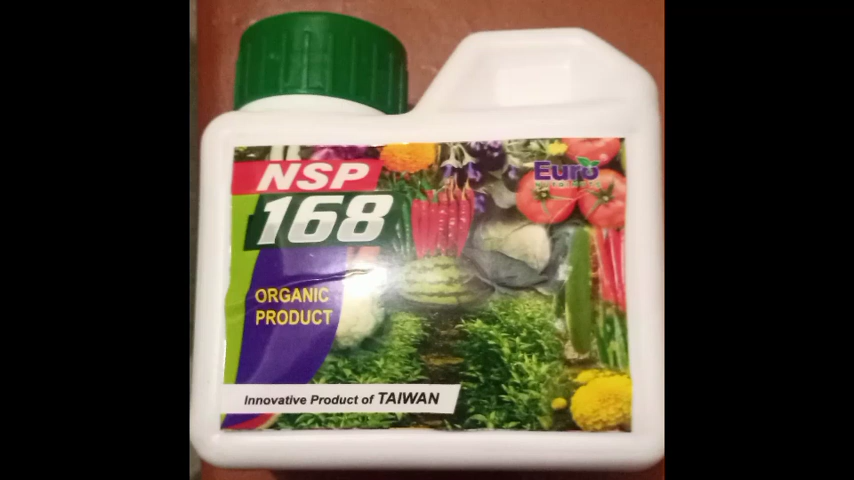 NSP
168
Euro
ORGANIC
PRODUCT
Innovative Product of TAIWAN